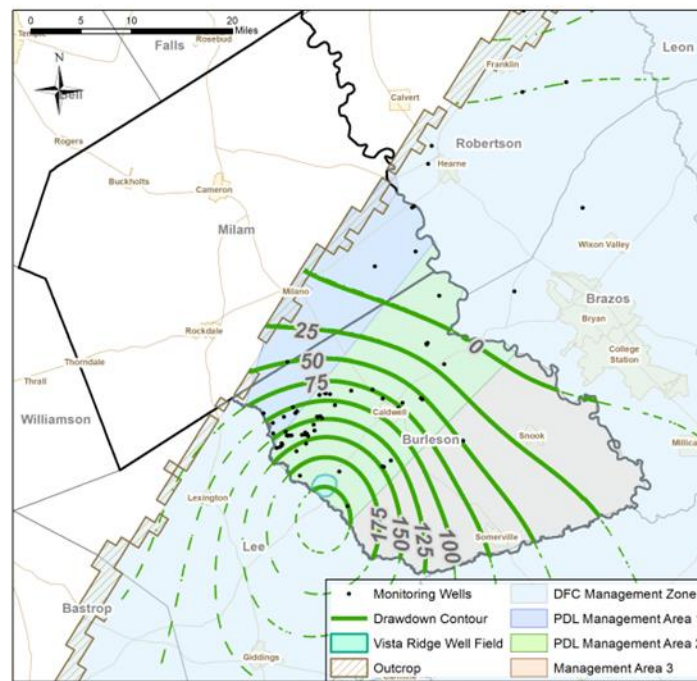 0 5 10 20
Miles
Temple
Falls
Rosebud
Leon
N
Franklin
Bell
Calvert
Rogers
Robertson
Hearne
Buckholts
Cameron
Milam
Wixon Valley
Milano
Brazos
Bryan
Rockdale
25
0
College
Station
50
Thorndale
75
Thrall
Caldwell
Williamson
Burleson
Snook
Millica
Lexington
175
150
125
100
Lee
Somerville
Bastrop
Giddings
Monitoring Wells
Drawdown Contour
Vista Ridge Well Field
Outcrop
DFC Management Zone
PDL Management Area 1
PDL Management Area 2
Management Area 3